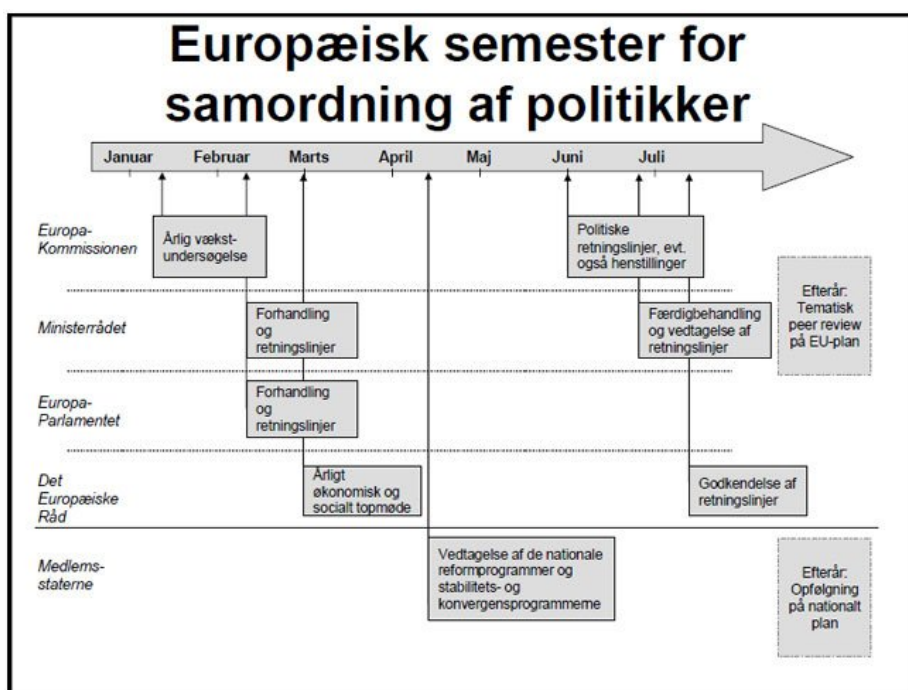 Europæisk semester for
samordning af politikker
Januar Februar Marts April Maj Juni Juli
Europa-
Kommissionen
Årlig vækst-
undersøgelse
Politiske
retningslinjer, evt.
også henstillinger
Efterår:
Tematisk
peer review
på EU-plan
Ministerrådet
Forhandling
og
retningslinjer
Færdigbehandling
og vedtagelse af
retningslinjer
Europa-
Parlamentet
Forhandling
og
retningslinjer
Det
Europæiske
Råd
Årligt
økonomisk og
socialt topmøde
Godkendelse af
retningslinjer
Medlems-
staterne
Vedtagelse af de nationale
reformprogrammer og
stabilitets- og
konvergensprogrammerne
Efterår:
Opfølgning
på nationalt
plan